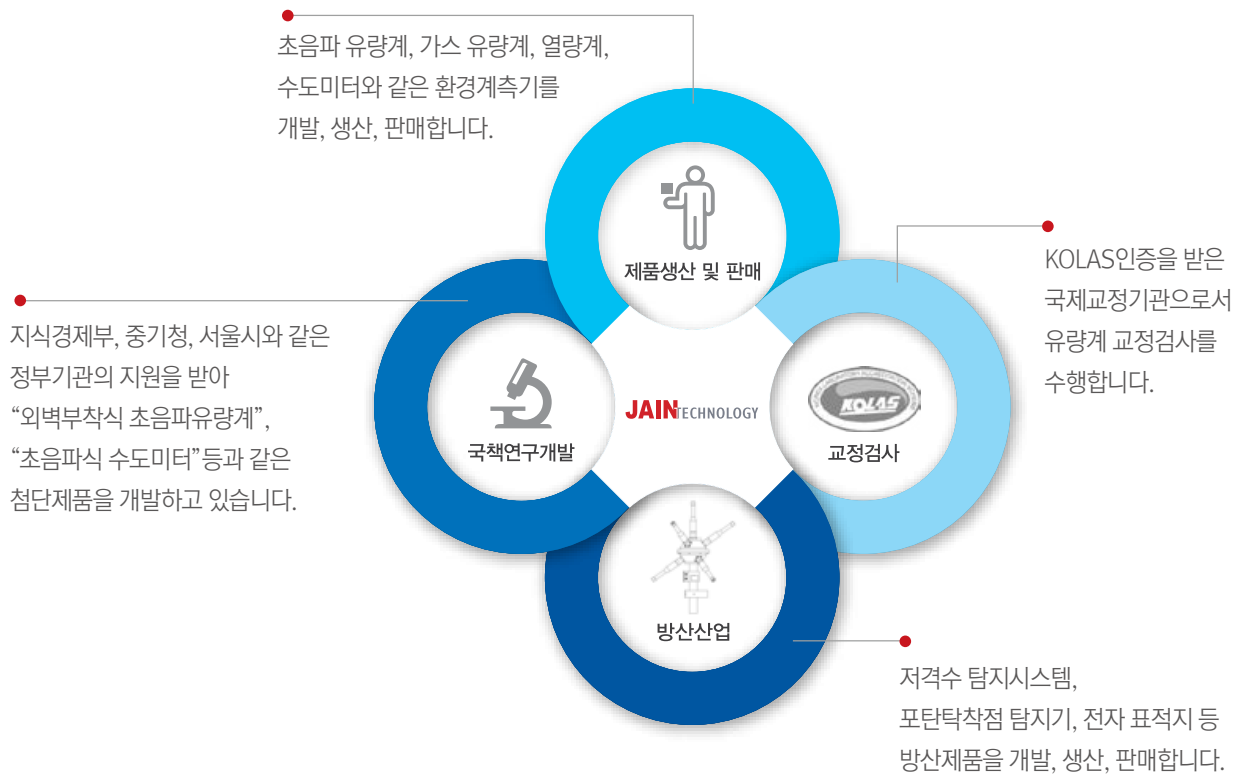 초음파 유량계, 가스 유량계, 열량계,
수도미터와 같은 환경계측기를
개발, 생산, 판매합니다.
제품생산 및 판매
KOLAS인증을 받은
국제교정기관으로서
유량계 교정검사를
수행합니다.
지식경제부, 중기청, 서울시와 같은
정부기관의 지원을 받아
“외벽부착식 초음파유량계”,
“초음파식 수도미터”등과 같은
첨단제품을 개발하고 있습니다.
국책연구개발
JAIN TECHNOLOGY
KOLAS
교정검사
방산산업
저격수 탐지시스템,
포탄탁착점 탐지기, 전자 표적지 등
방산제품을 개발, 생산, 판매합니다.